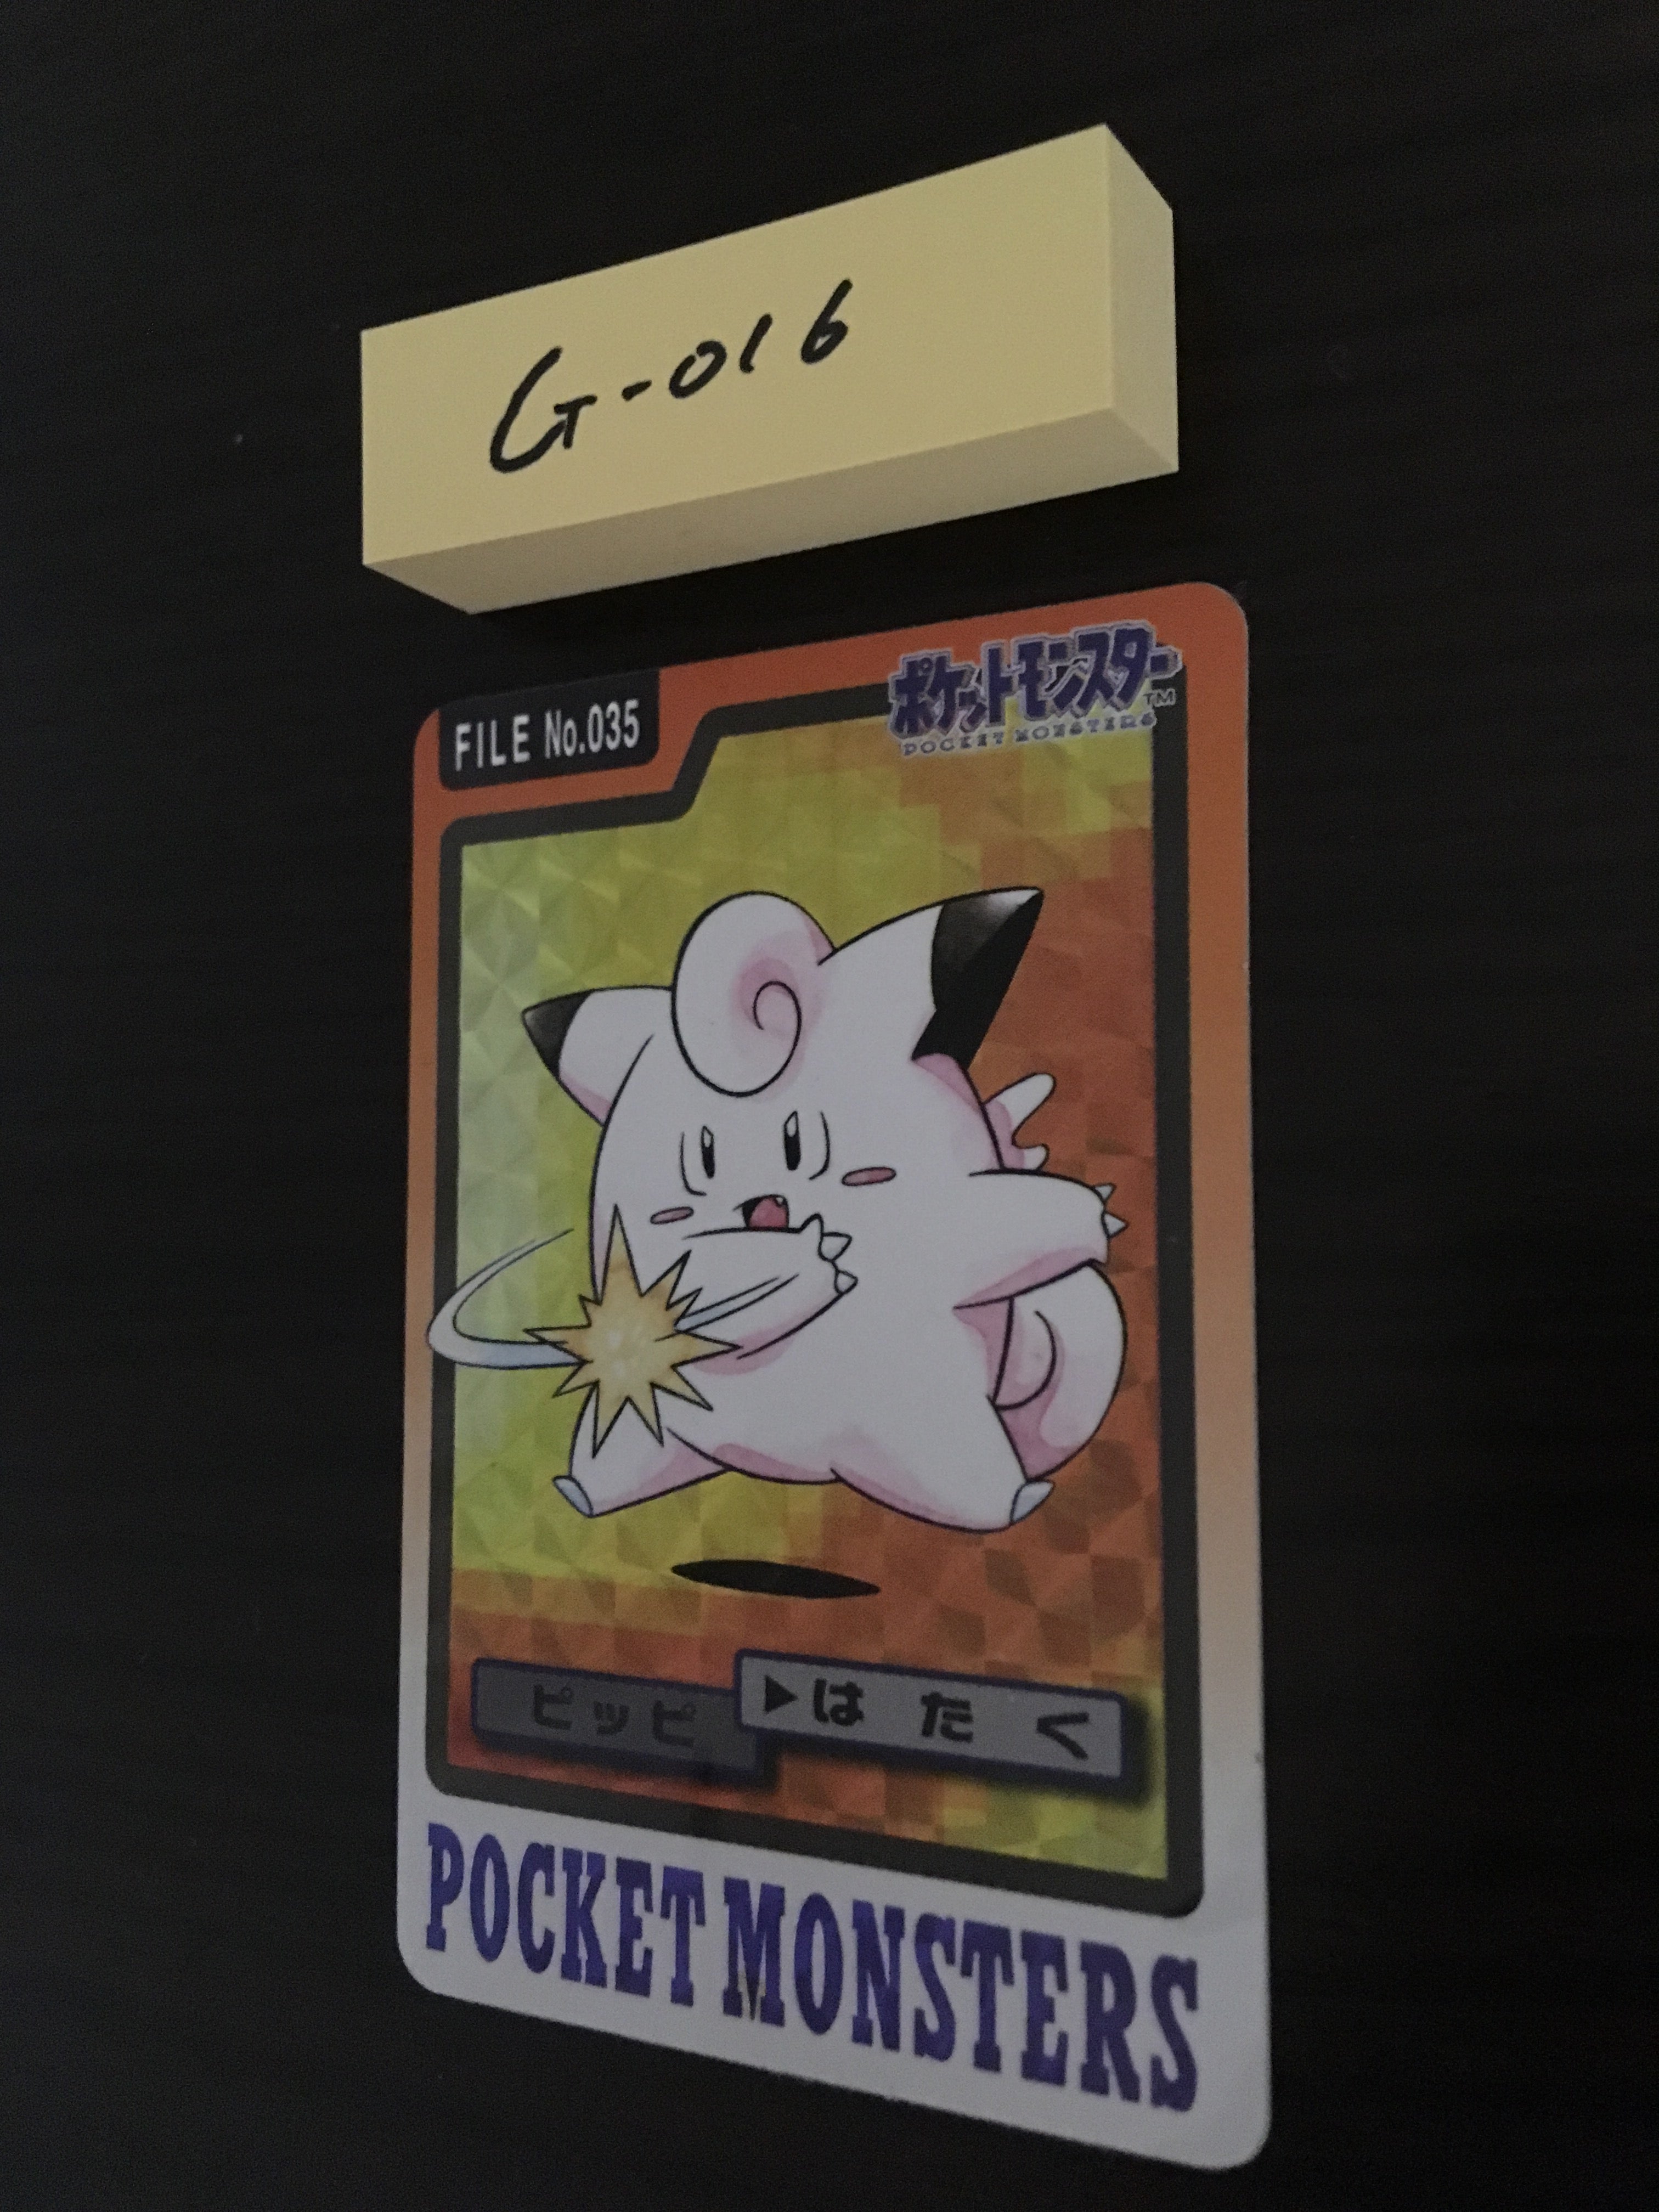 G-016
FILE No.035
ポケットモンスター TM
POCKET MONSTERS
ピッピ
▶はたく
POCKET MONSTERS